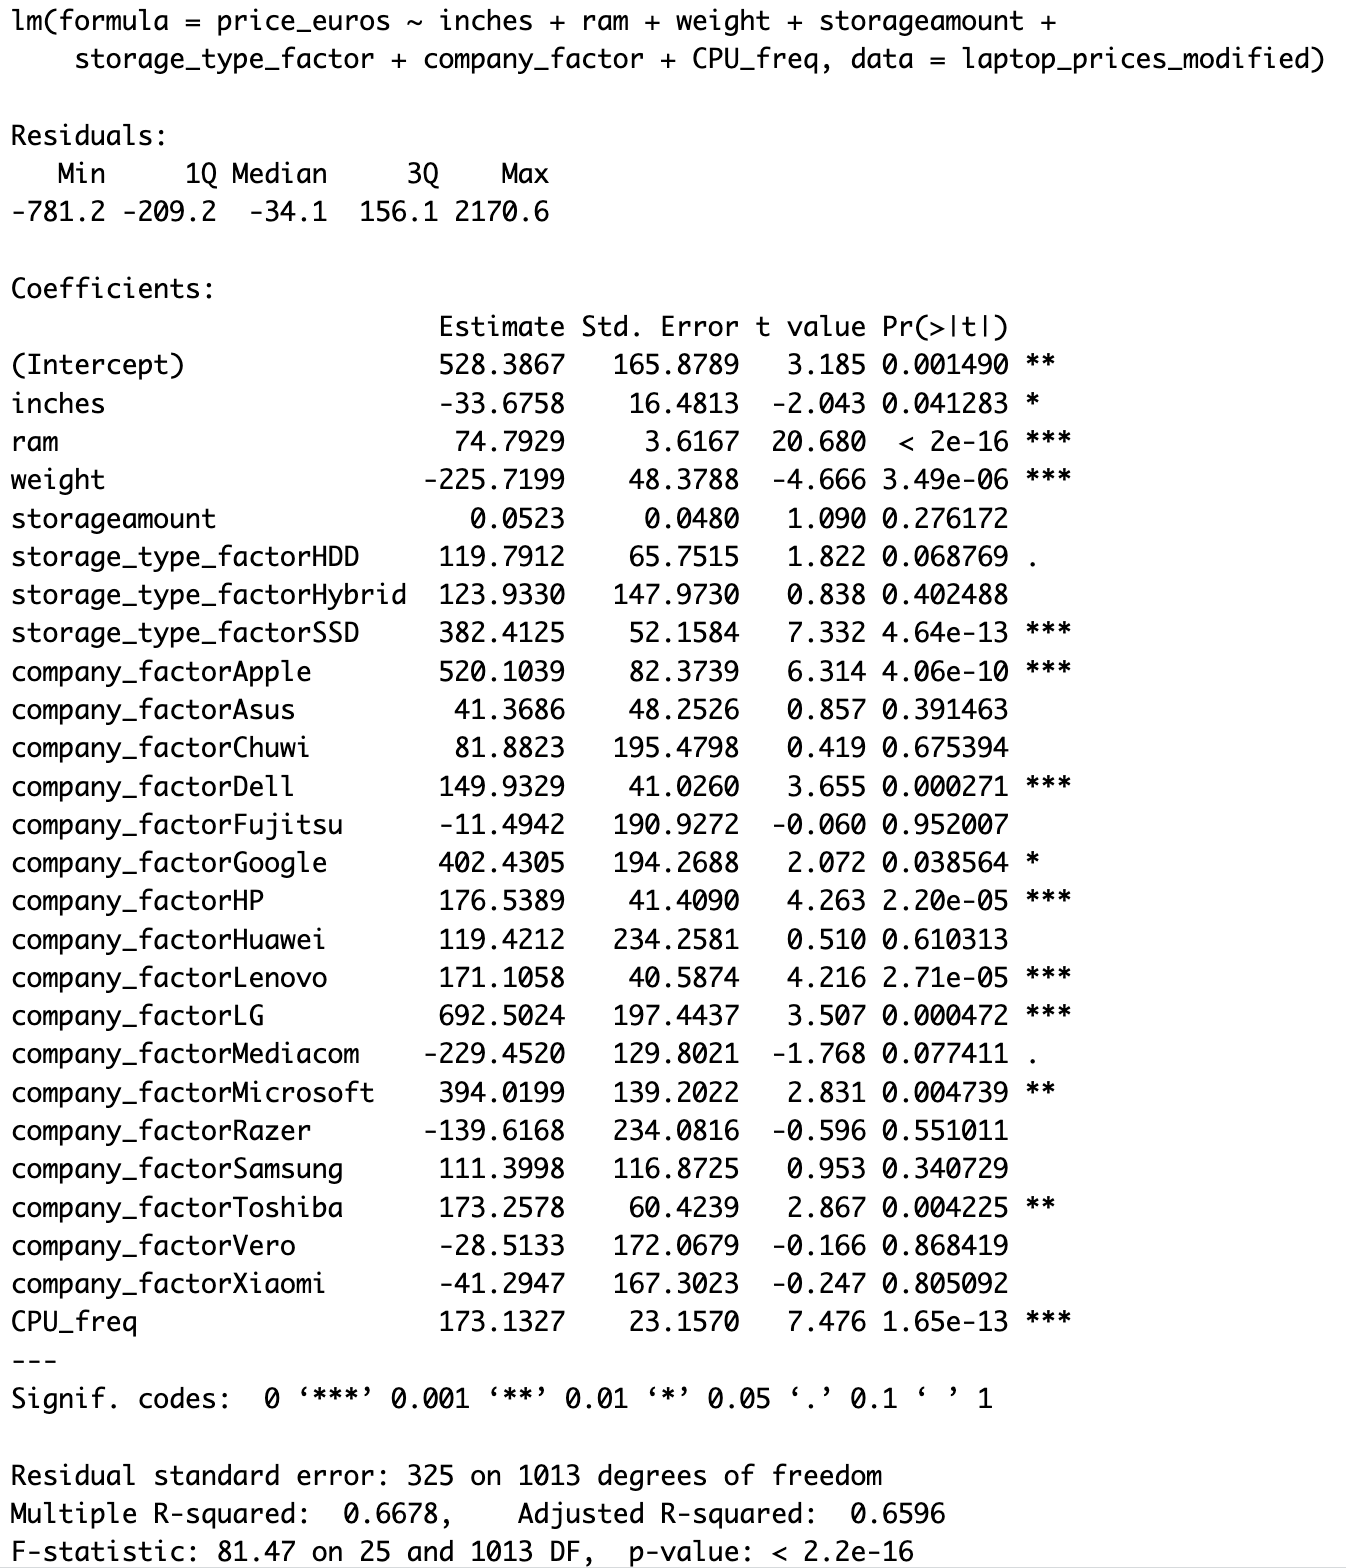 lm(formula = price_euros ~ inches + ram + weight + storageamount +
    storage_type_factor + company_factor + CPU_freq, data = laptop_prices_modified)

Residuals:
   Min     1Q Median     3Q    Max
-781.2 -209.2  -34.1  156.1 2170.6

Coefficients:
                           Estimate Std. Error t value Pr(>|t|)
(Intercept)                528.3867   165.8789   3.185 0.001490 **
inches                     -33.6758    16.4813  -2.043 0.041283 *
ram                         74.7929     3.6167  20.680  < 2e-16 ***
weight                    -225.7199    48.3788  -4.666 3.49e-06 ***
storageamount                0.0523     0.0480   1.090 0.276172
storage_type_factorHDD     119.7912    65.7515   1.822 0.068769 .
storage_type_factorHybrid  123.9330   147.9730   0.838 0.402488
storage_type_factorSSD     382.4125    52.1584   7.332 4.64e-13 ***
company_factorApple        520.1039    82.3739   6.314 4.06e-10 ***
company_factorAsus          41.3686    48.2526   0.857 0.391463
company_factorChuwi         81.8823   195.4798   0.419 0.675394
company_factorDell         149.9329    41.0260   3.655 0.000271 ***
company_factorFujitsu      -11.4942   190.9272  -0.060 0.952007
company_factorGoogle       402.4305   194.2688   2.072 0.038564 *
company_factorHP           176.5389    41.4090   4.263 2.20e-05 ***
company_factorHuawei       119.4212   234.2581   0.510 0.610313
company_factorLenovo       171.1058    40.5874   4.216 2.71e-05 ***
company_factorLG           692.5024   197.4437   3.507 0.000472 ***
company_factorMediacom    -229.4520   129.8021  -1.768 0.077411 .
company_factorMicrosoft    394.0199   139.2022   2.831 0.004739 **
company_factorRazer       -139.6168   234.0816  -0.596 0.551011
company_factorSamsung      111.3998   116.8725   0.953 0.340729
company_factorToshiba      173.2578    60.4239   2.867 0.004225 **
company_factorVero         -28.5133   172.0679  -0.166 0.868419
company_factorXiaomi       -41.2947   167.3023  -0.247 0.805092
CPU_freq                   173.1327    23.1570   7.476 1.65e-13 ***
---
Signif. codes:  0 ‘***’ 0.001 ‘**’ 0.01 ‘*’ 0.05 ‘.’ 0.1 ‘ ’ 1

Residual standard error: 325 on 1013 degrees of freedom
Multiple R-squared:  0.6678,    Adjusted R-squared:  0.6596
F-statistic: 81.47 on 25 and 1013 DF,  p-value: < 2.2e-16